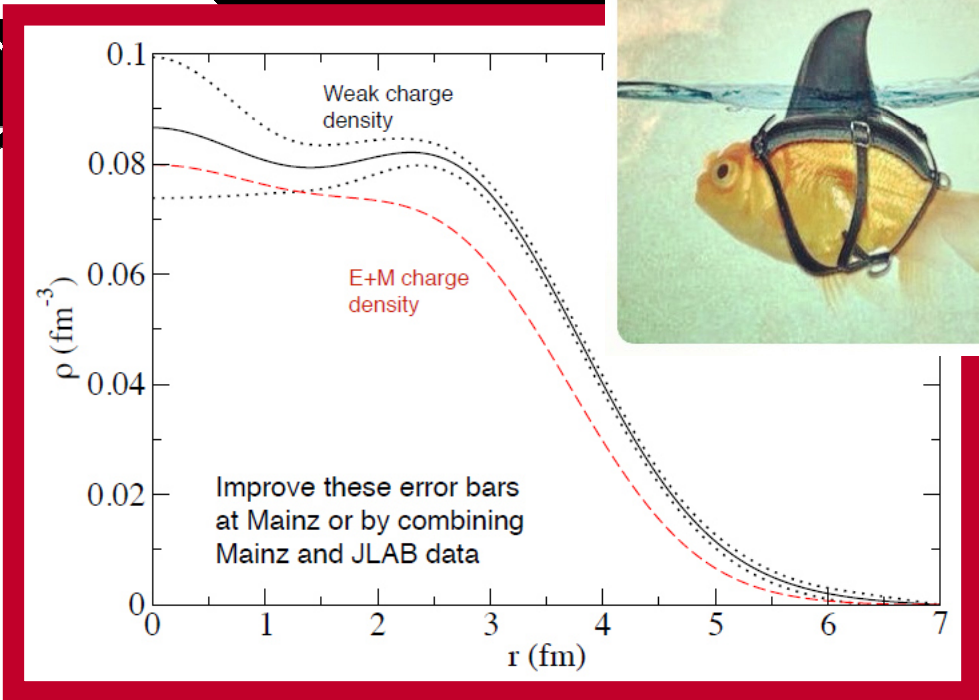 0.1
Weak charge
density
0.08
0.06
E+M charge
density
ρ (fm⁻³)
0.04
0.02
Improve these error bars
at Mainz or by combining
Mainz and JLAB data
0
0 1 2 3 4 5 6 7
r (fm)